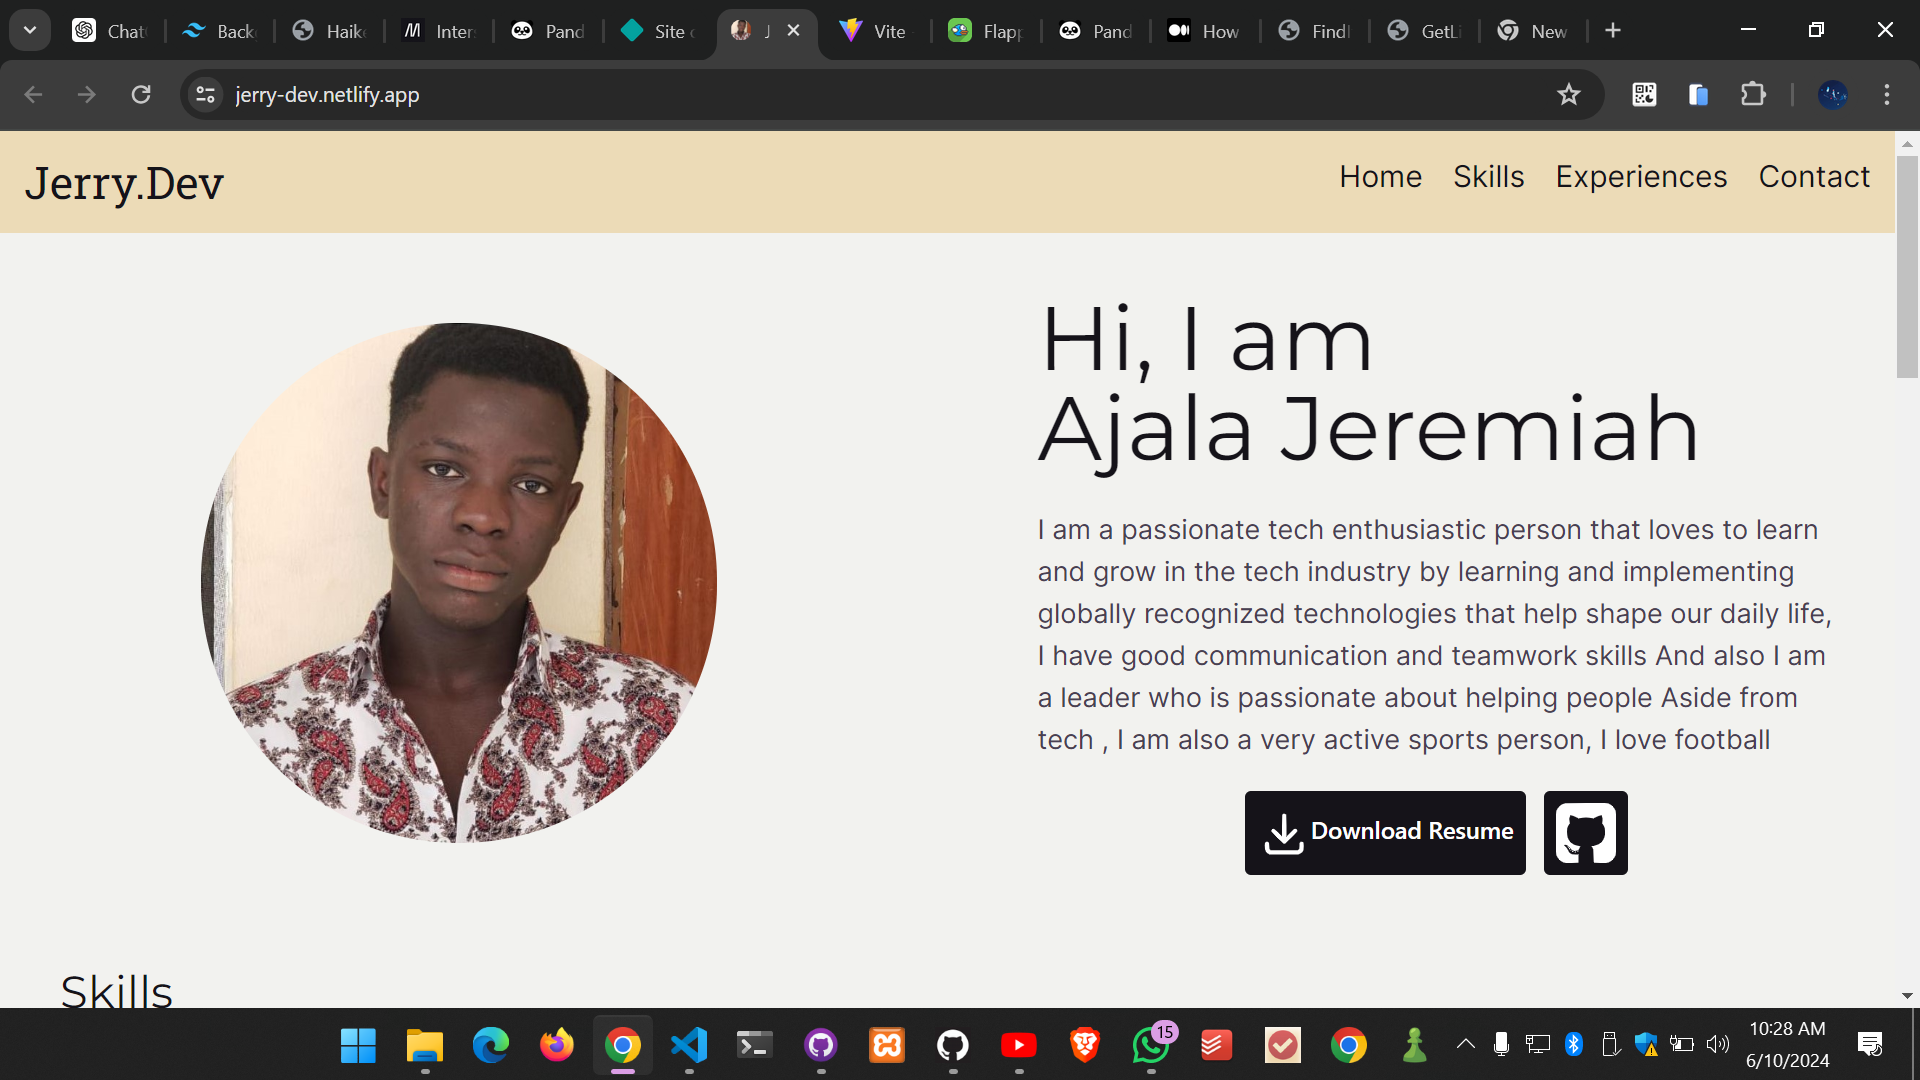 Chat
Back
Haike
Inter
Pand
Site
J
Vite
Flapp
Pand
How
Find
GetLi
New
jerry-dev.netlify.app
Jerry.Dev
Home Skills Experiences Contact
Hi, I am
Ajala Jeremiah
I am a passionate tech enthusiastic person that loves to learn
and grow in the tech industry by learning and implementing
globally recognized technologies that help shape our daily life,
I have good communication and teamwork skills And also I am
a leader who is passionate about helping people Aside from
tech , I am also a very active sports person, I love football
Download Resume
Skills
15
10:28 AM
6/10/2024